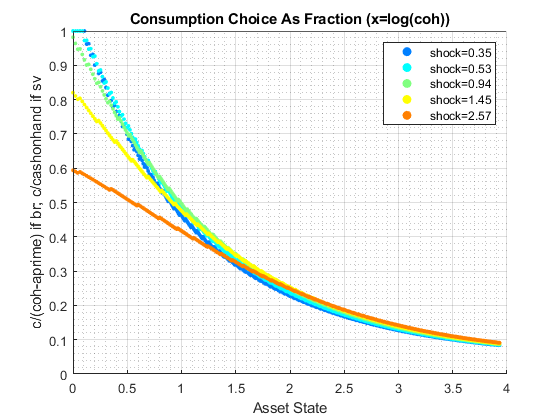 Consumption Choice As Fraction (x=log(coh))
c/(coh-aprime) if br, c/cashonhand if sv
1
0.9
0.8
0.7
0.6
0.5
0.4
0.3
0.2
0.1
0
shock=0.35
shock=0.53
shock=0.94
shock=1.45
shock=2.57
0 0.5 1 1.5 2 2.5 3 3.5 4
Asset State